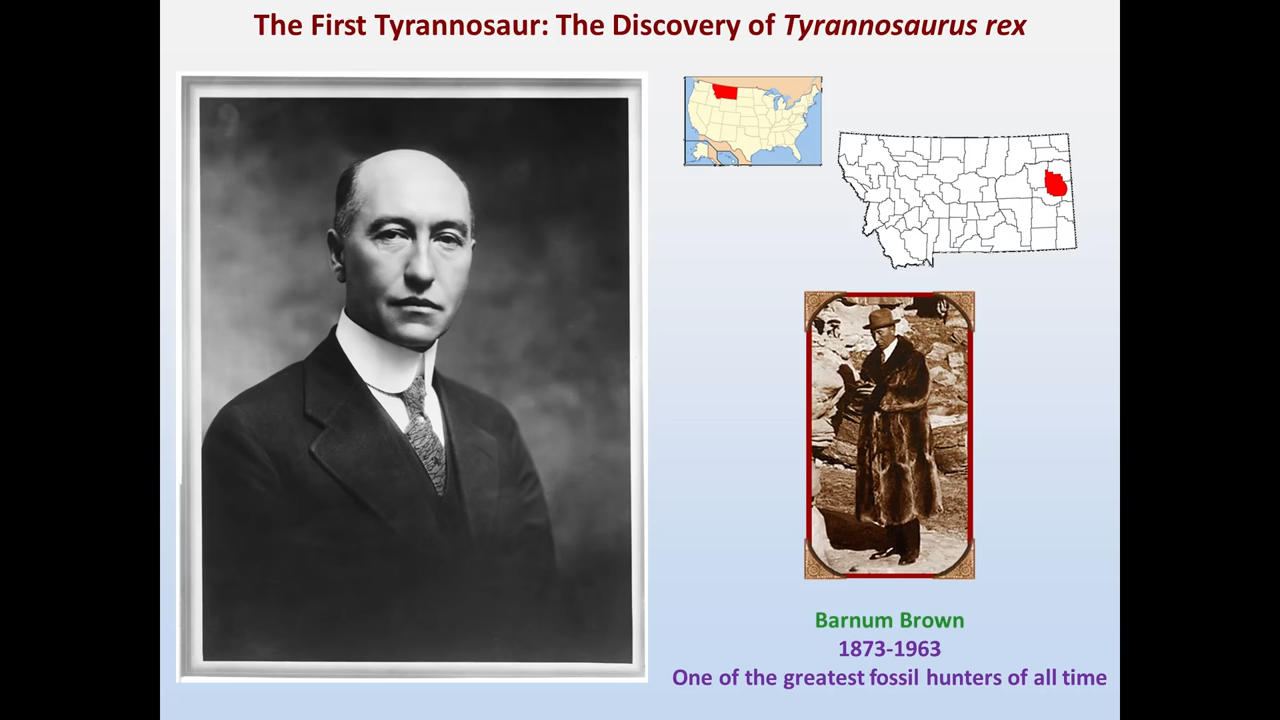 The First Tyrannosaur: The Discovery of Tyrannosaurus rex
Barnum Brown
1873-1963
One of the greatest fossil hunters of all time